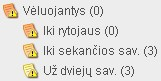 Vėluojantys (0)
Iki rytojaus (0)
Iki sekančios sav. (3)
Už dviejų sav. (3)